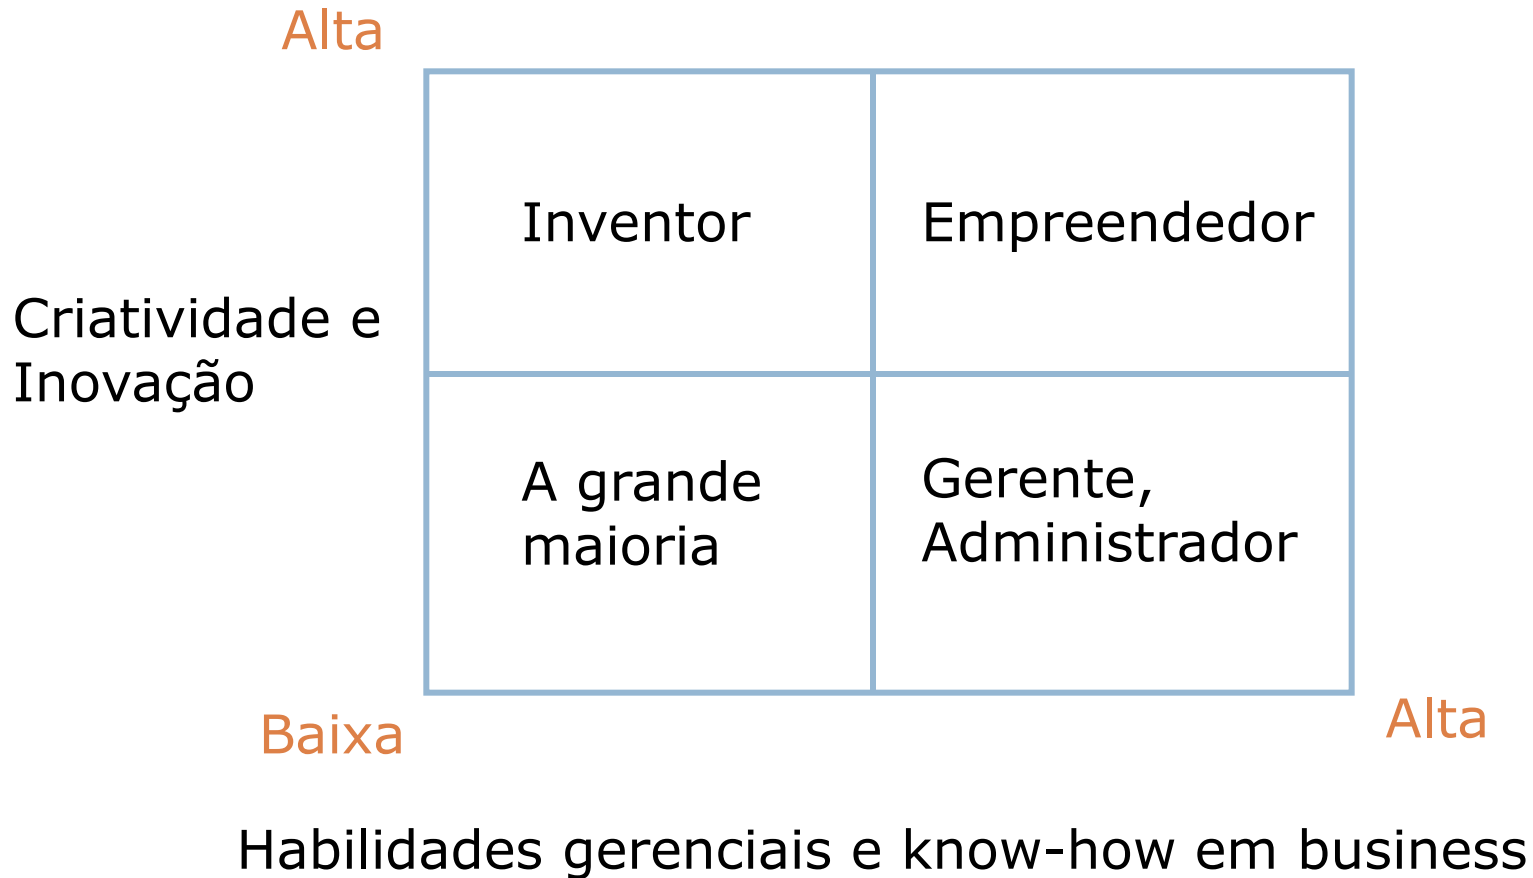 Alta
Inventor
Empreendedor
Criatividade e
Inovação
A grande
maioria
Gerente,
Administrador
Baixa
Alta
Habilidades gerenciais e know-how em business